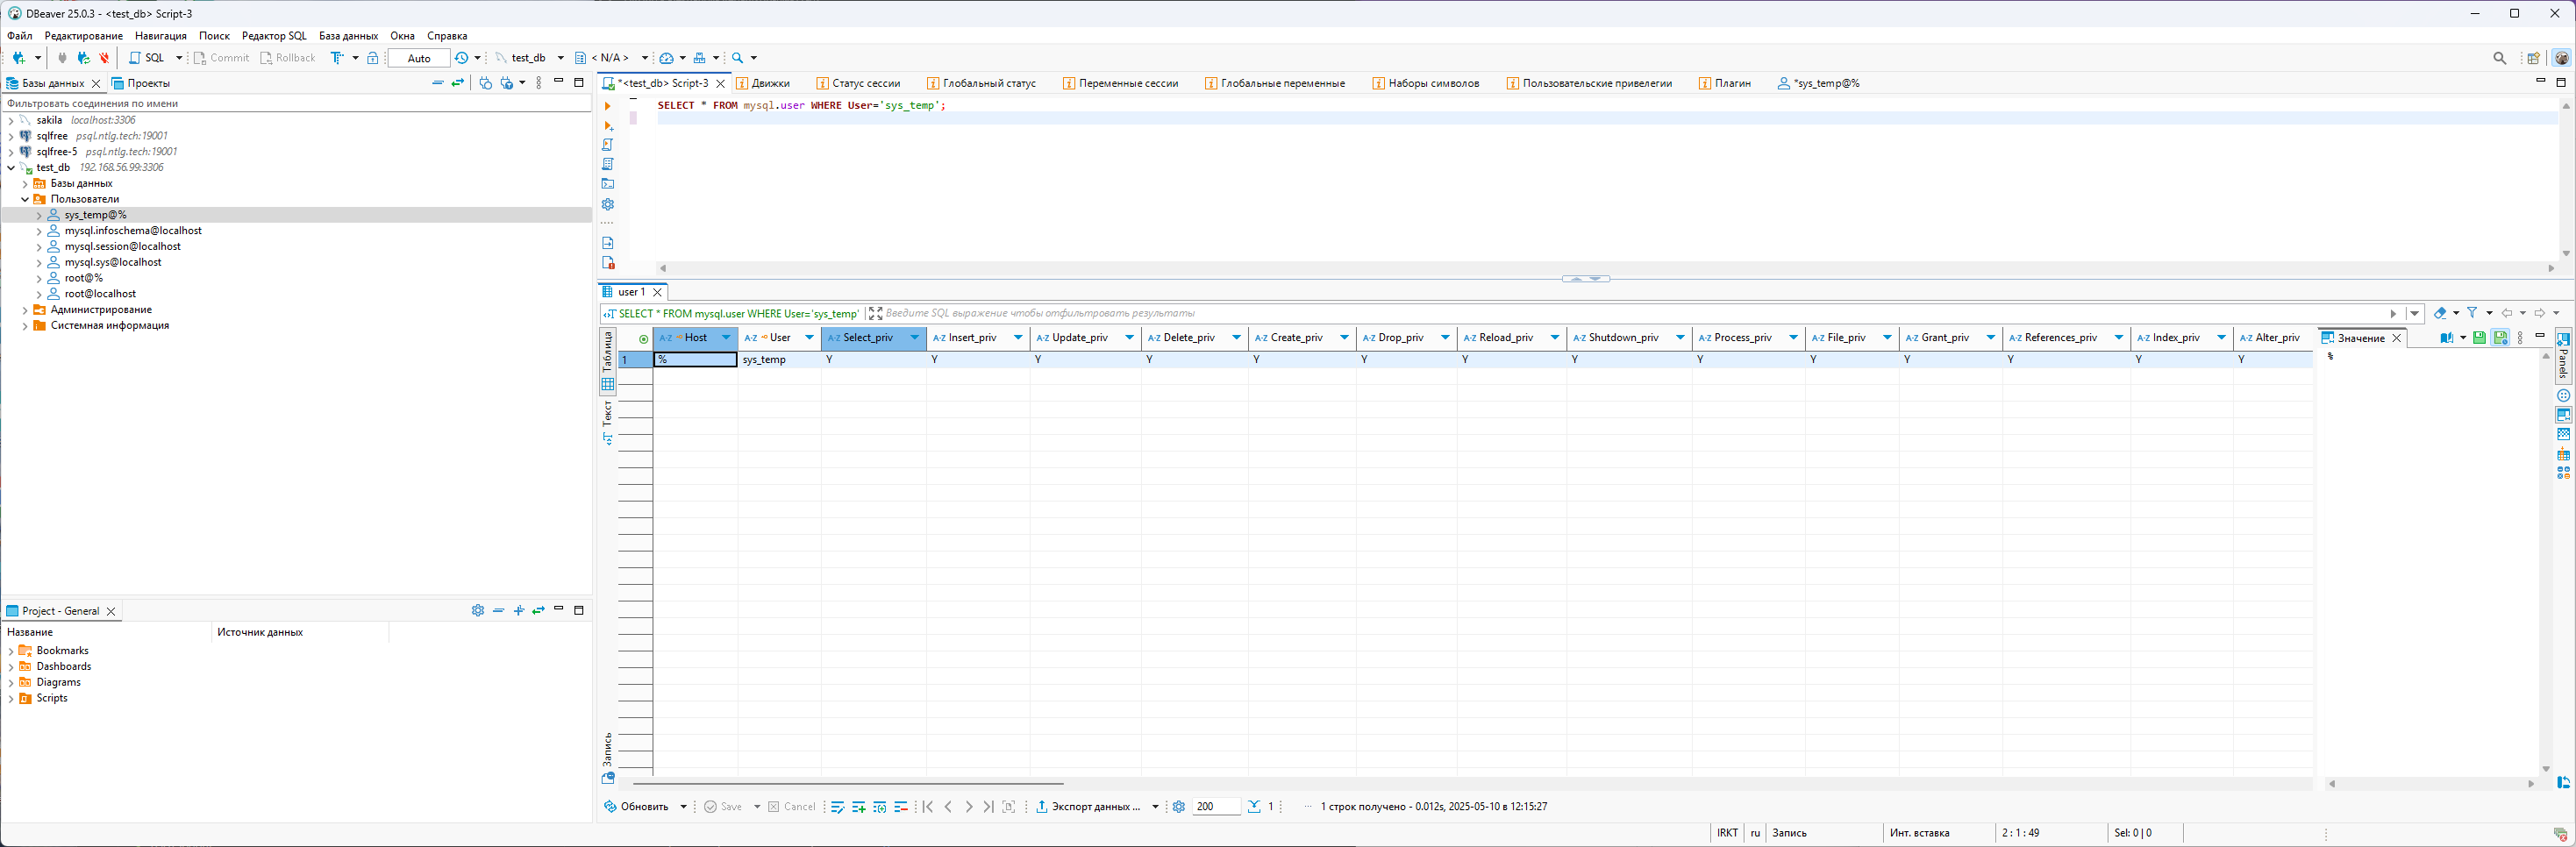 DBeaver 25.0.3 - <test_db> Script-3
Файл Редактирование Навигация Поиск Редактор SQL База данных Окна Справка
SQL Commit Rollback Auto test_db < N/A >
Базы данных Проекты
Фильтровать соединения по имени
sakila localhost:3306
sqlfree psql.ntlg.tech:19001
sqlfree-5 psql.ntlg.tech:19001
test_db 192.168.56.99:3306
Базы данных
Пользователи
sys_temp@%
mysql.infoschema@localhost
mysql.session@localhost
mysql.sys@localhost
root@%
root@localhost
Администрирование
Системная информация
Project - General
Название Источник данных
Bookmarks
Dashboards
Diagrams
Scripts
*<test_db> Script-3 Движки Статус сессии Глобальный статус Переменные сессии Глобальные переменные Наборы символов Пользовательские привелегии Плагин *sys_temp@%
SELECT * FROM mysql.user WHERE User='sys_temp';
user 1
SELECT * FROM mysql.user WHERE User='sys_temp' Введите SQL выражение чтобы отфильтровать результаты
Таблица
Текст
Запись
A-Z Host A-Z User A-Z Select_priv A-Z Insert_priv A-Z Update_priv A-Z Delete_priv A-Z Create_priv A-Z Drop_priv A-Z Reload_priv A-Z Shutdown_priv A-Z Process_priv A-Z File_priv A-Z Grant_priv A-Z References_priv A-Z Index_priv A-Z Alter_priv
1 % sys_temp Y Y Y Y Y Y Y Y Y Y Y Y Y Y
Значение
%
Panels
Обновить Save Cancel Экспорт данных ... 200 1 ... 1 строк получено - 0.012s, 2025-05-10 в 12:15:27
IRKT ru Запись Инт. вставка 2 : 1 : 49 Sel: 0 | 0